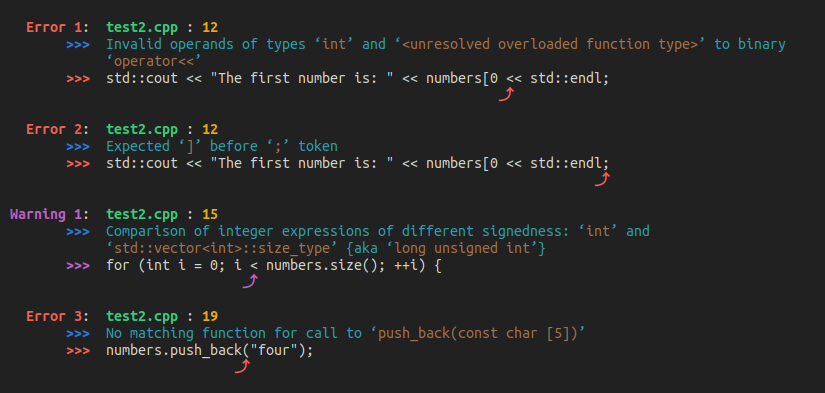 Error 1: test2.cpp : 12
>>> Invalid operands of types ‘int’ and ‘<unresolved overloaded function type>’ to binary
‘operator<<’
>>> std::cout << "The first number is: " << numbers[0 << std::endl;
Error 2: test2.cpp : 12
>>> Expected ‘]’ before ‘;’ token
>>> std::cout << "The first number is: " << numbers[0 << std::endl;
Warning 1: test2.cpp : 15
>>> Comparison of integer expressions of different signedness: ‘int’ and
‘std::vector<int>::size_type’ {aka ‘long unsigned int’}
>>> for (int i = 0; i < numbers.size(); ++i) {
Error 3: test2.cpp : 19
>>> No matching function for call to ‘push_back(const char [5])’
>>> numbers.push_back("four");